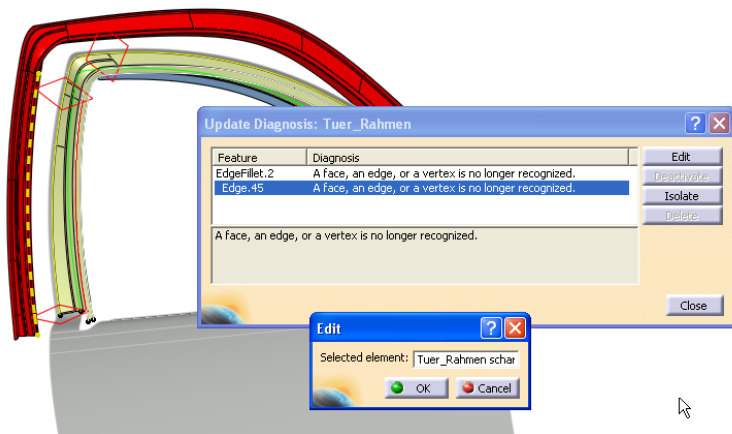 Update Diagnosis: Tuer_Rahmen
Feature Diagnosis
EdgeFillet.2 A face, an edge, or a vertex is no longer recognized.
Edge.45 A face, an edge, or a vertex is no longer recognized.
Edit
Deactivate
Isolate
Delete
A face, an edge, or a vertex is no longer recognized.
Close
Edit
Selected element: Tuer_Rahmen schar
OK Cancel